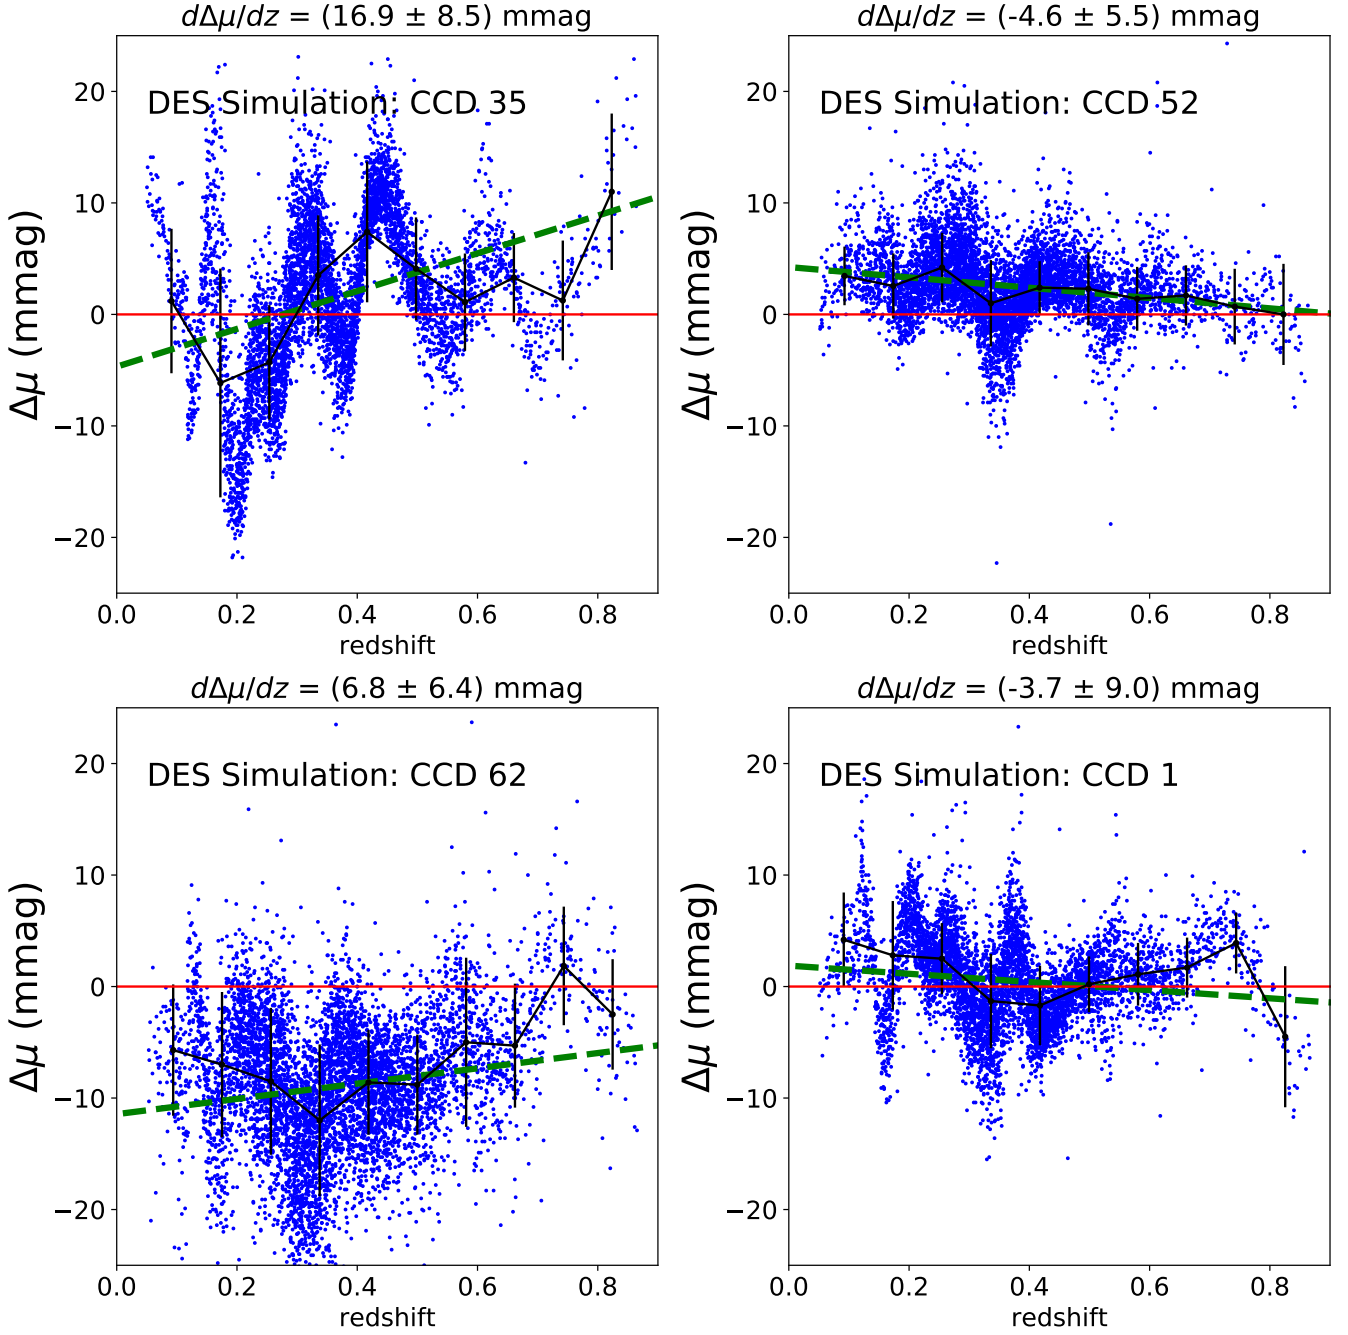 dΔμ/dz = (16.9 ± 8.5) mmag
DES Simulation: CCD 35
20
10
0
−10
−20
Δμ (mmag)
0.0 0.2 0.4 0.6 0.8
redshift
dΔμ/dz = (-4.6 ± 5.5) mmag
DES Simulation: CCD 52
20
10
0
−10
−20
Δμ (mmag)
0.0 0.2 0.4 0.6 0.8
redshift
dΔμ/dz = (6.8 ± 6.4) mmag
DES Simulation: CCD 62
20
10
0
−10
−20
Δμ (mmag)
0.0 0.2 0.4 0.6 0.8
redshift
dΔμ/dz = (-3.7 ± 9.0) mmag
DES Simulation: CCD 1
20
10
0
−10
−20
Δμ (mmag)
0.0 0.2 0.4 0.6 0.8
redshift